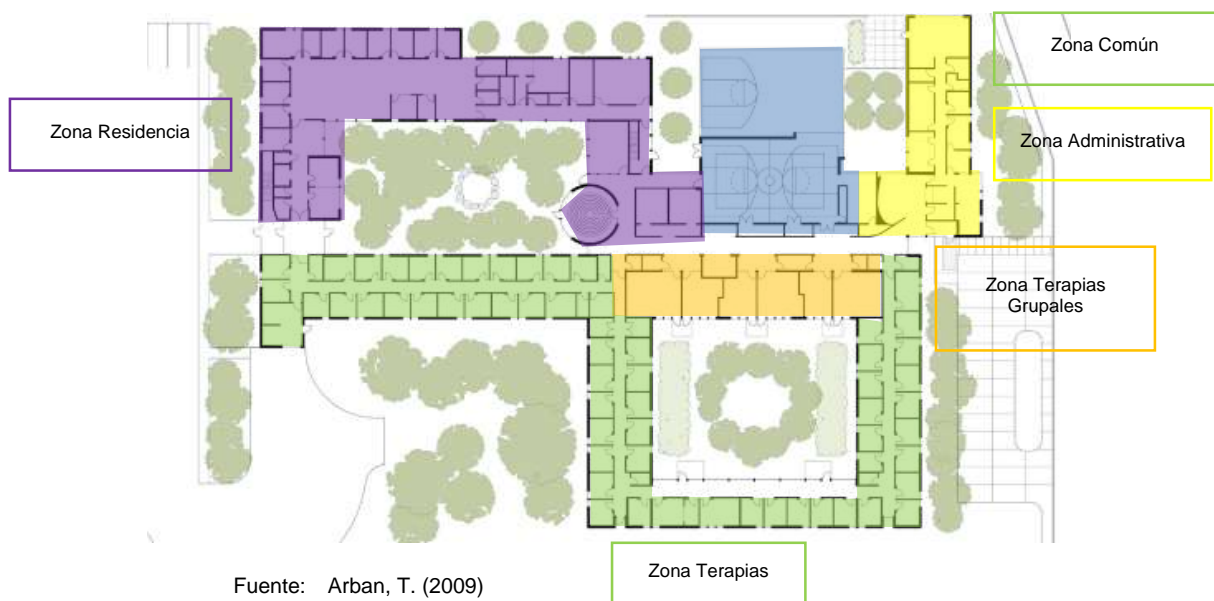 Zona Común
Zona Residencia
Zona Administrativa
Zona Terapias
Grupales
Zona Terapias
Fuente: Arban, T. (2009)